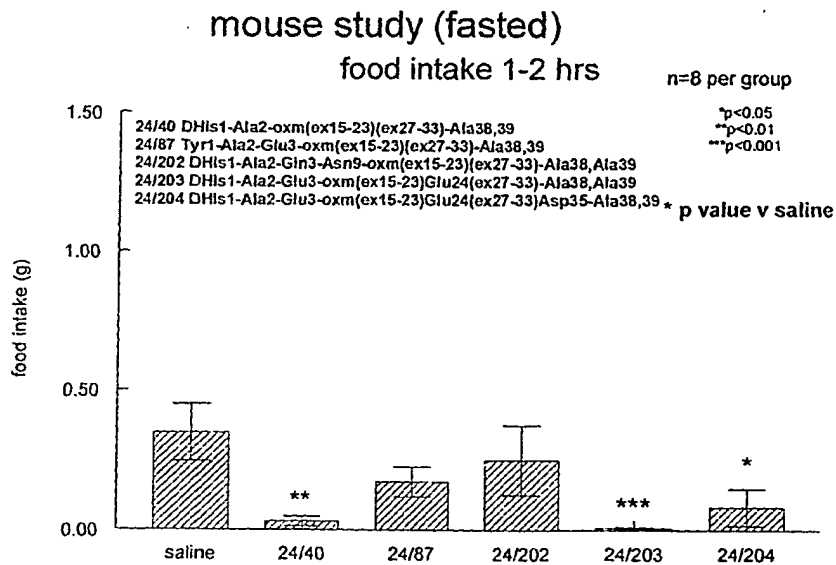 mouse study (fasted)
food intake 1-2 hrs
n=8 per group
*p<0.05
**p<0.01
***p<0.001
24/40 DHis1-Ala2-oxm(ex15-23)(ex27-33)-Ala38,39
24/87 Tyr1-Ala2-Glu3-oxm(ex15-23)(ex27-33)-Ala38,39
24/202 DHis1-Ala2-Gln3-Asn9-oxm(ex15-23)(ex27-33)-Ala38,Ala39
24/203 DHis1-Ala2-Glu3-oxm(ex15-23)Glu24(ex27-33)-Ala38,Ala39
24/204 DHis1-Ala2-Glu3-oxm(ex15-23)Glu24(ex27-33)Asp35-Ala38,39
* p value v saline
food intake (g)
1.50
1.00
0.50
0.00
**
***
*
saline 24/40 24/87 24/202 24/203 24/204